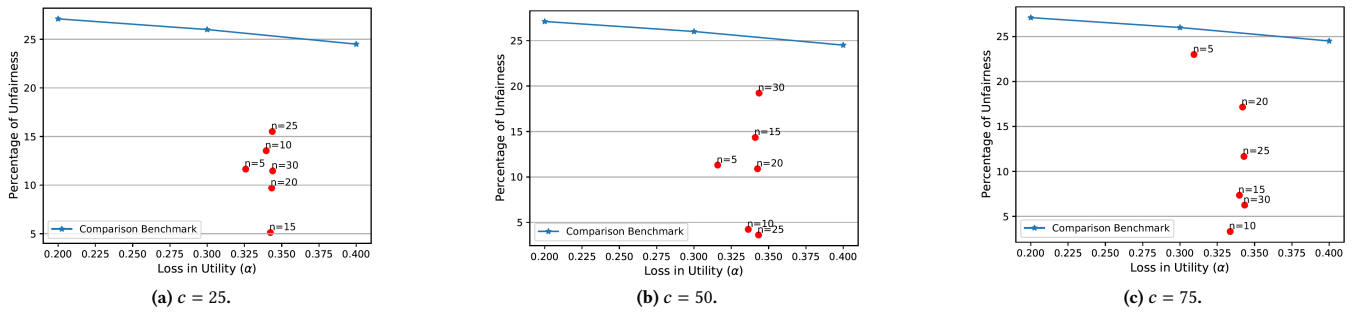 Percentage of Unfairness
25
20
15
10
5
n=25
n=10
n=5
n=30
n=20
n=15
Comparison Benchmark
0.200 0.225 0.250 0.275 0.300 0.325 0.350 0.375 0.400
Loss in Utility (α)
(a) c = 25.
Percentage of Unfairness
25
20
15
10
5
n=30
n=15
n=5
n=20
n=10
n=25
Comparison Benchmark
0.200 0.225 0.250 0.275 0.300 0.325 0.350 0.375 0.400
Loss in Utility (α)
(b) c = 50.
Percentage of Unfairness
25
20
15
10
5
n=5
n=20
n=25
n=15
n=30
n=10
Comparison Benchmark
0.200 0.225 0.250 0.275 0.300 0.325 0.350 0.375 0.400
Loss in Utility (α)
(c) c = 75.